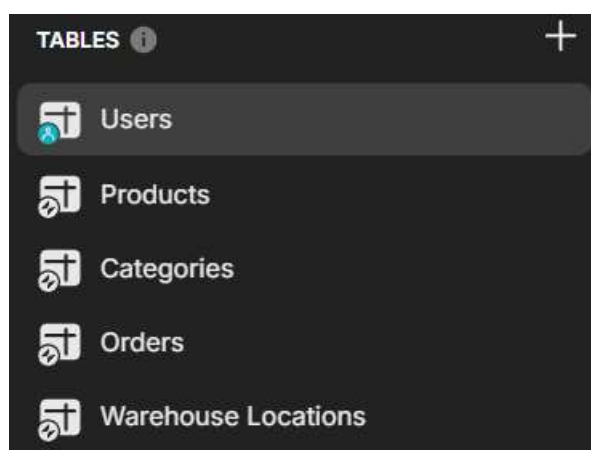 TABLES
Users
Products
Categories
Orders
Warehouse Locations